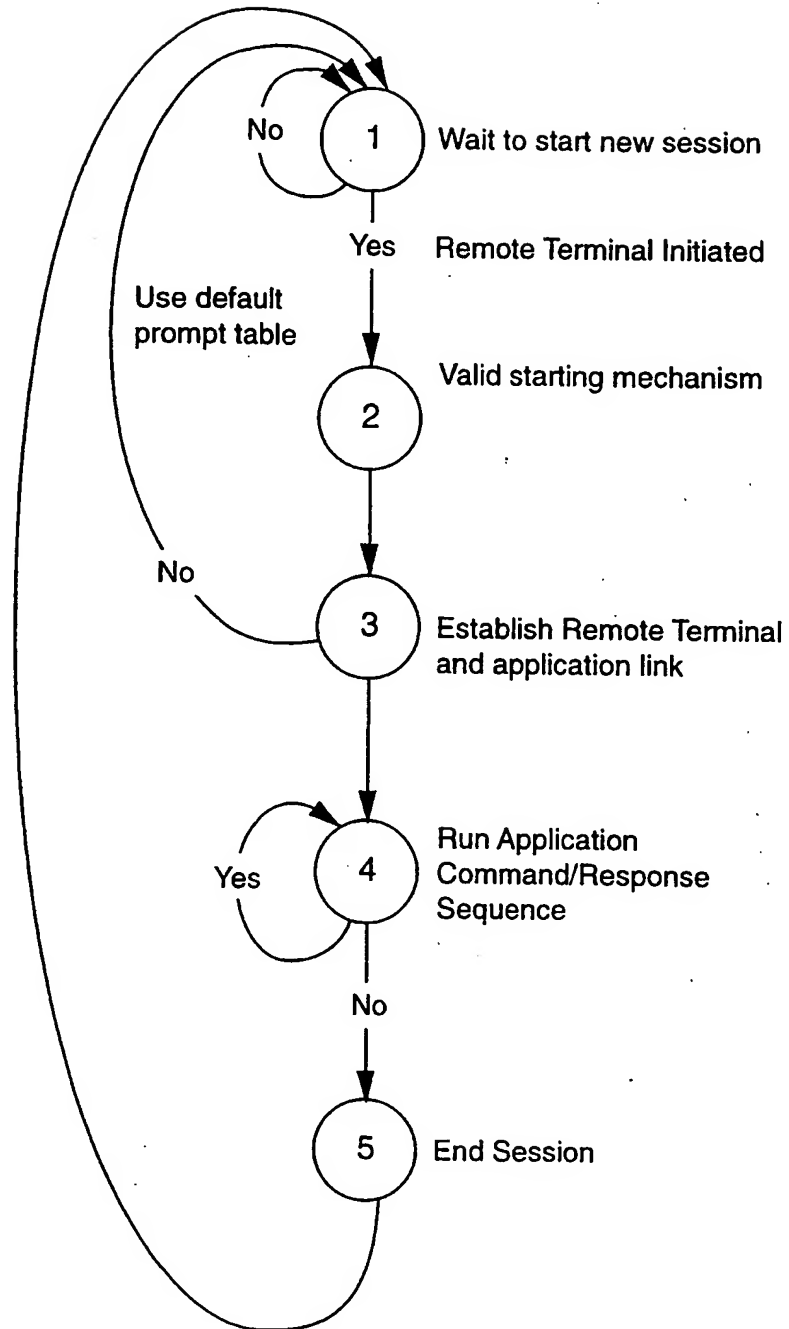 No
1
Wait to start new session
Yes
Remote Terminal Initiated
Use default
prompt table
Valid starting mechanism
2
No
3
Establish Remote Terminal
and application link
Yes
4
Run Application
Command/Response
Sequence
No
5
End Session